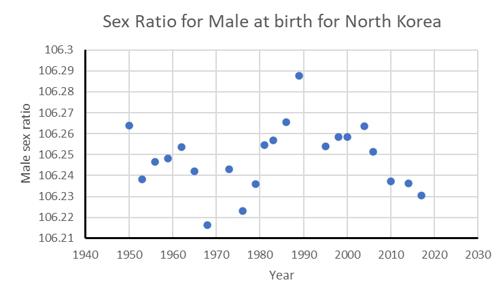 Sex Ratio for Male at birth for North Korea
106.3
106.29
106.28
106.27
106.26
106.25
106.24
106.23
106.22
106.21
Male sex ratio
1940 1950 1960 1970 1980 1990 2000 2010 2020 2030
Year